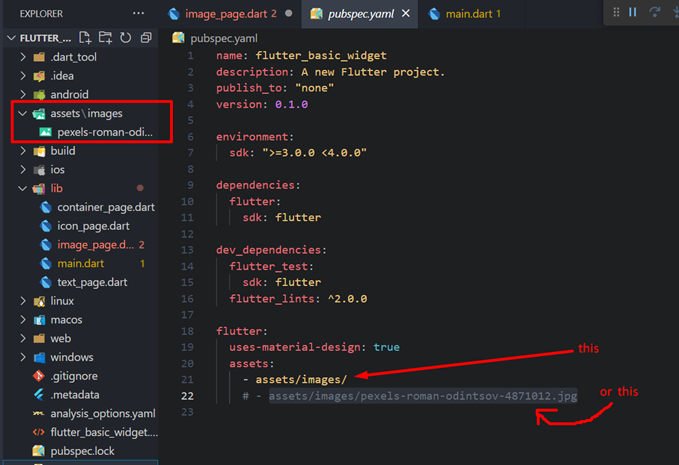 EXPLORER
image_page.dart 2
pubspec.yaml
main.dart 1
FLUTTER_...
pubspec.yaml
.dart_tool
.idea
android
assets\images
pexels-roman-odi...
build
ios
lib
container_page.dart
icon_page.dart
image_page.d... 2
main.dart 1
text_page.dart
linux
macos
web
windows
.gitignore
.metadata
analysis_options.yaml
flutter_basic_widget....
pubspec.lock
1 name: flutter_basic_widget
2 description: A new Flutter project.
3 publish_to: "none"
4 version: 0.1.0
5
6 environment:
7 sdk: ">=3.0.0 <4.0.0"
8
9 dependencies:
10 flutter:
11 sdk: flutter
12
13 dev_dependencies:
14 flutter_test:
15 sdk: flutter
16 flutter_lints: ^2.0.0
17
18 flutter:
19 uses-material-design: true
20 assets:
21 - assets/images/
22 # - assets/images/pexels-roman-odintsov-4871012.jpg
23
this
or this